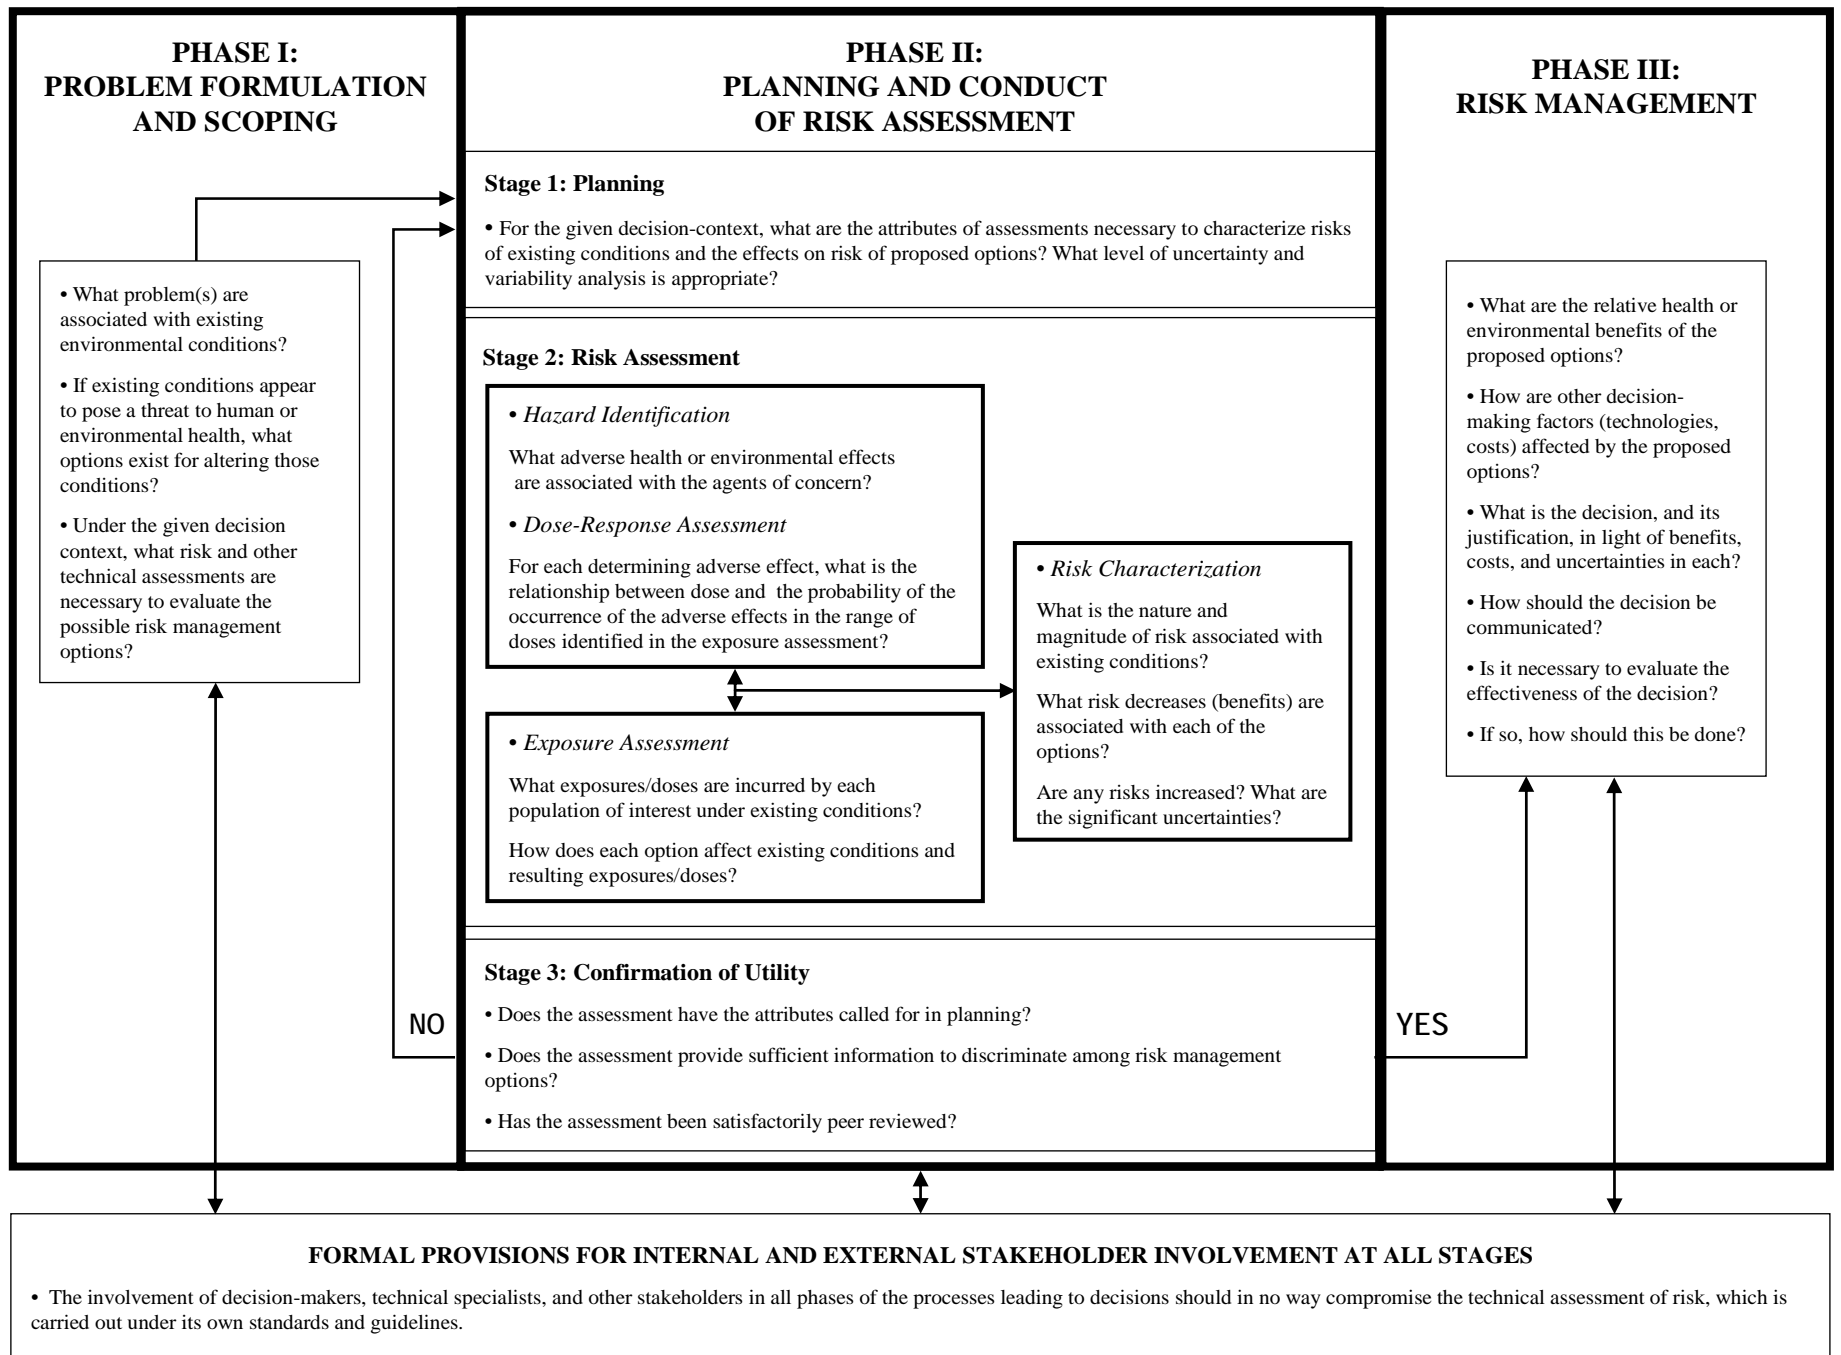 PHASE I:
PROBLEM FORMULATION
AND SCOPING
• What problem(s) are
associated with existing
environmental conditions?
• If existing conditions appear
to pose a threat to human or
environmental health, what
options exist for altering those
conditions?
• Under the given decision
context, what risk and other
technical assessments are
necessary to evaluate the
possible risk management
options?
NO
PHASE II:
PLANNING AND CONDUCT
OF RISK ASSESSMENT
Stage 1: Planning
• For the given decision-context, what are the attributes of assessments necessary to characterize risks
of existing conditions and the effects on risk of proposed options? What level of uncertainty and
variability analysis is appropriate?
Stage 2: Risk Assessment
• Hazard Identification
What adverse health or environmental effects
are associated with the agents of concern?
• Dose-Response Assessment
For each determining adverse effect, what is the
relationship between dose and the probability of the
occurrence of the adverse effects in the range of
doses identified in the exposure assessment?
• Exposure Assessment
What exposures/doses are incurred by each
population of interest under existing conditions?
How does each option affect existing conditions and
resulting exposures/doses?
• Risk Characterization
What is the nature and
magnitude of risk associated with
existing conditions?
What risk decreases (benefits) are
associated with each of the
options?
Are any risks increased? What are
the significant uncertainties?
Stage 3: Confirmation of Utility
• Does the assessment have the attributes called for in planning?
• Does the assessment provide sufficient information to discriminate among risk management
options?
• Has the assessment been satisfactorily peer reviewed?
PHASE III:
RISK MANAGEMENT
• What are the relative health or
environmental benefits of the
proposed options?
• How are other decision-
making factors (technologies,
costs) affected by the proposed
options?
• What is the decision, and its
justification, in light of benefits,
costs, and uncertainties in each?
• How should the decision be
communicated?
• Is it necessary to evaluate the
effectiveness of the decision?
• If so, how should this be done?
YES
FORMAL PROVISIONS FOR INTERNAL AND EXTERNAL STAKEHOLDER INVOLVEMENT AT ALL STAGES
• The involvement of decision-makers, technical specialists, and other stakeholders in all phases of the processes leading to decisions should in no way compromise the technical assessment of risk, which is
carried out under its own standards and guidelines.